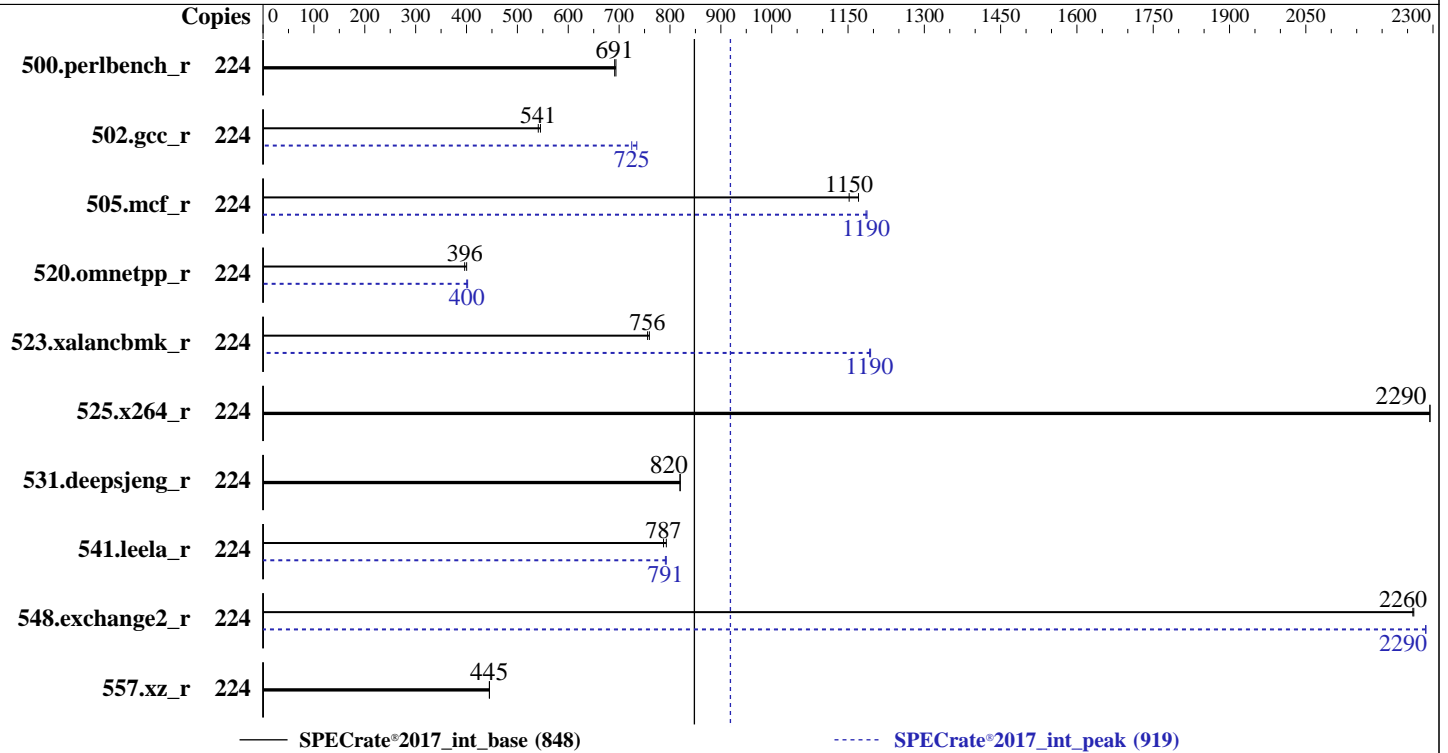 Copies 0 100 200 300 400 500 600 700 800 900 1000 1150 1300 1450 1600 1750 1900 2050 2300
500.perlbench_r 224 691
502.gcc_r 224 541
725
505.mcf_r 224 1150
1190
520.omnetpp_r 224 396
400
523.xalancbmk_r 224 756
1190
525.x264_r 224 2290
531.deepsjeng_r 224 820
541.leela_r 224 787
791
548.exchange2_r 224 2260
2290
557.xz_r 224 445
SPECrate®2017_int_base (848) SPECrate®2017_int_peak (919)